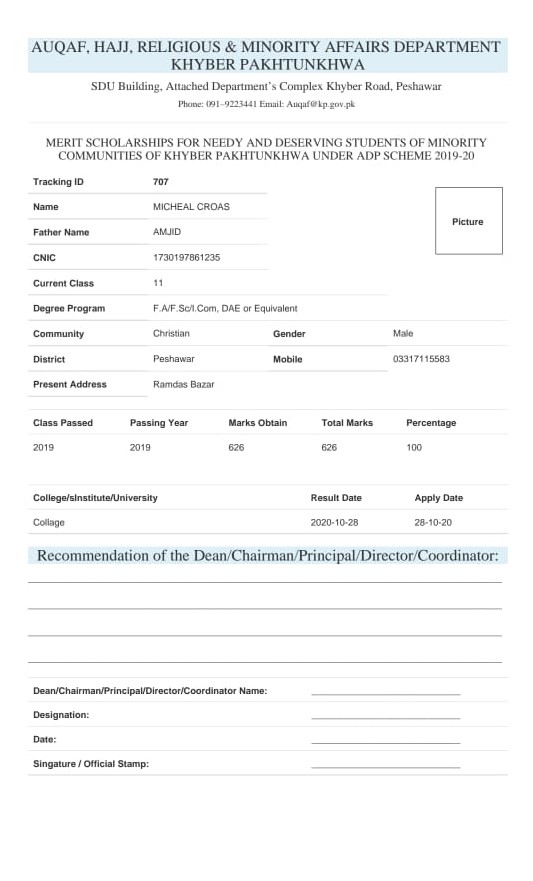 AUQAF, HAJJ, RELIGIOUS & MINORITY AFFAIRS DEPARTMENT
KHYBER PAKHTUNKHWA
SDU Building, Attached Department's Complex Khyber Road, Peshawar
Phone: 091–9223441 Email: Auqaf@kp.gov.pk
MERIT SCHOLARSHIPS FOR NEEDY AND DESERVING STUDENTS OF MINORITY
COMMUNITIES OF KHYBER PAKHTUNKHWA UNDER ADP SCHEME 2019-20
Tracking ID 707
Name MICHEAL CROAS
Picture
Father Name AMJID
CNIC 1730197861235
Current Class 11
Degree Program F.A/F.Sc/I.Com, DAE or Equivalent
Community Christian Gender Male
District Peshawar Mobile 03317115583
Present Address Ramdas Bazar
Class Passed Passing Year Marks Obtain Total Marks Percentage
2019 2019 626 626 100
College/sInstitute/University Result Date Apply Date
Collage 2020-10-28 28-10-20
Recommendation of the Dean/Chairman/Principal/Director/Coordinator:
Dean/Chairman/Principal/Director/Coordinator Name:
Designation:
Date:
Singature / Official Stamp: